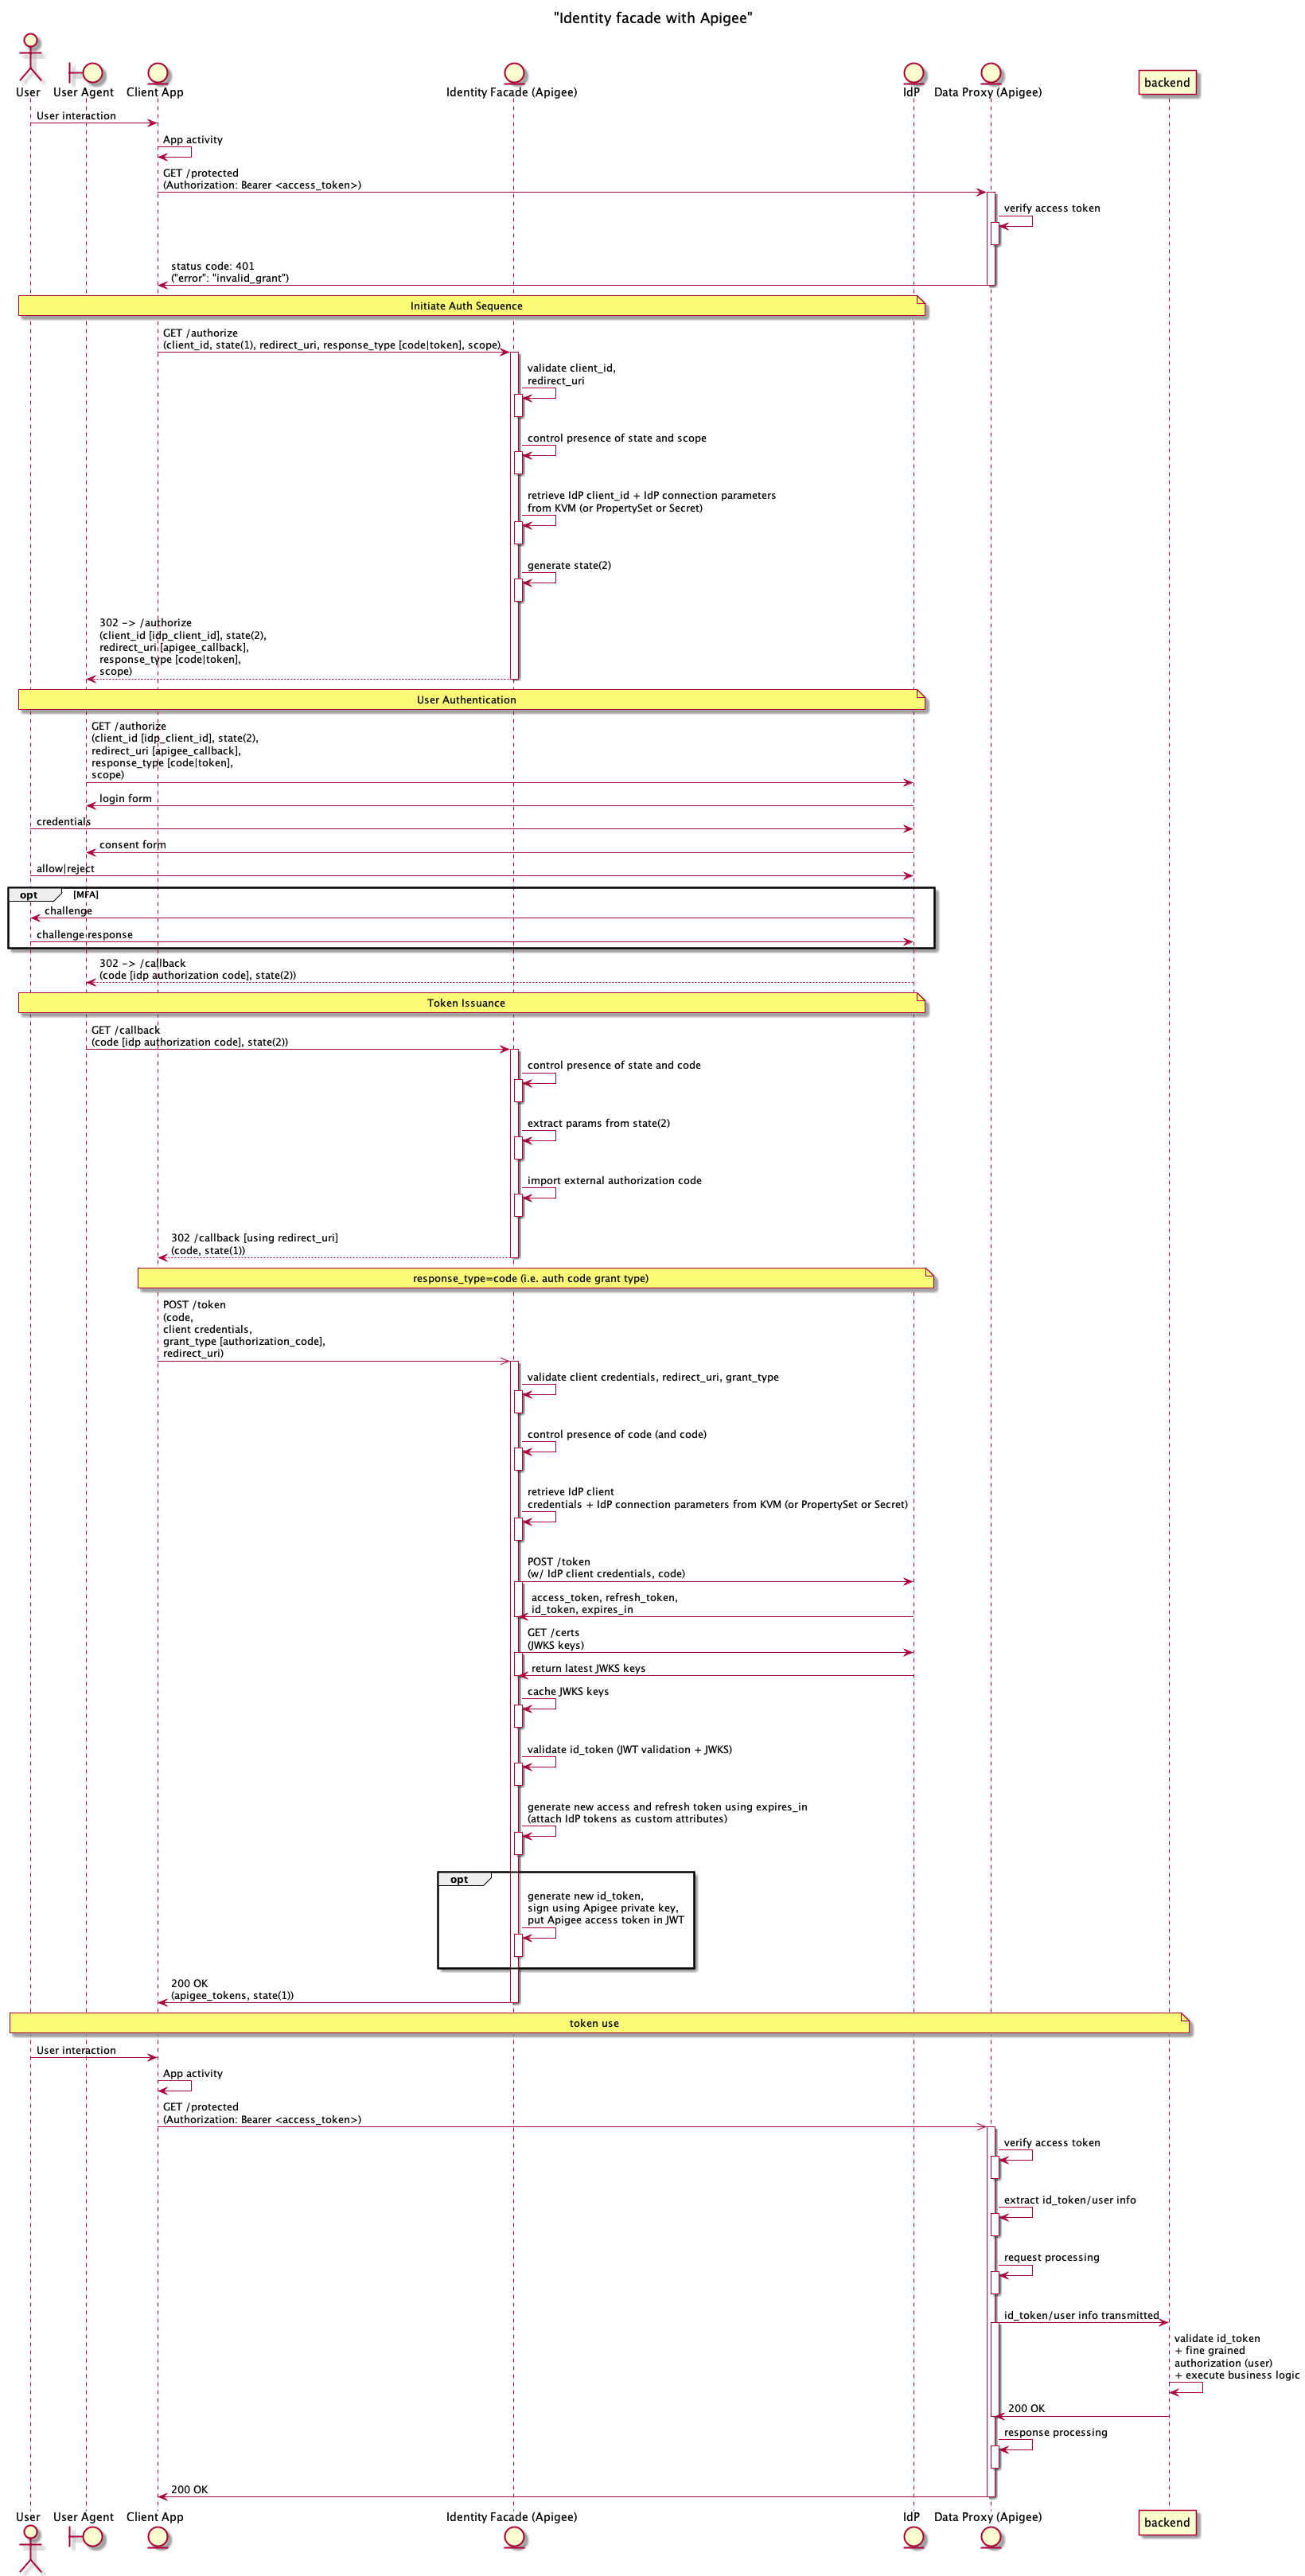 "Identity facade with Apigee"
User
User Agent
Client App
Identity Facade (Apigee)
IdP
Data Proxy (Apigee)
backend
User interaction
App activity
GET /protected
(Authorization: Bearer <access_token>)
verify access token
status code: 401
("error": "invalid_grant")
Initiate Auth Sequence
GET /authorize
(client_id, state(1), redirect_uri, response_type [code|token], scope)
validate client_id,
redirect_uri
control presence of state and scope
retrieve IdP client_id + IdP connection parameters
from KVM (or PropertySet or Secret)
generate state(2)
302 -> /authorize
(client_id [idp_client_id], state(2),
redirect_uri [apigee_callback],
response_type [code|token],
scope)
User Authentication
GET /authorize
(client_id [idp_client_id], state(2),
redirect_uri [apigee_callback],
response_type [code|token],
scope)
login form
credentials
consent form
allow|reject
opt
[MFA]
challenge
challenge response
302 -> /callback
(code [idp authorization code], state(2))
Token Issuance
GET /callback
(code [idp authorization code], state(2))
control presence of state and code
extract params from state(2)
import external authorization code
302 /callback [using redirect_uri]
(code, state(1))
response_type=code (i.e. auth code grant type)
POST /token
(code,
client credentials,
grant_type [authorization_code],
redirect_uri)
validate client credentials, redirect_uri, grant_type
control presence of code (and code)
retrieve IdP client
credentials + IdP connection parameters from KVM (or PropertySet or Secret)
POST /token
(w/ IdP client credentials, code)
access_token, refresh_token,
id_token, expires_in
GET /certs
(JWKS keys)
return latest JWKS keys
cache JWKS keys
validate id_token (JWT validation + JWKS)
generate new access and refresh token using expires_in
(attach IdP tokens as custom attributes)
opt
generate new id_token,
sign using Apigee private key,
put Apigee access token in JWT
200 OK
(apigee_tokens, state(1))
token use
User interaction
App activity
GET /protected
(Authorization: Bearer <access_token>)
verify access token
extract id_token/user info
request processing
id_token/user info transmitted
validate id_token
+ fine grained
authorization (user)
+ execute business logic
200 OK
response processing
200 OK
User
User Agent
Client App
Identity Facade (Apigee)
IdP
Data Proxy (Apigee)
backend